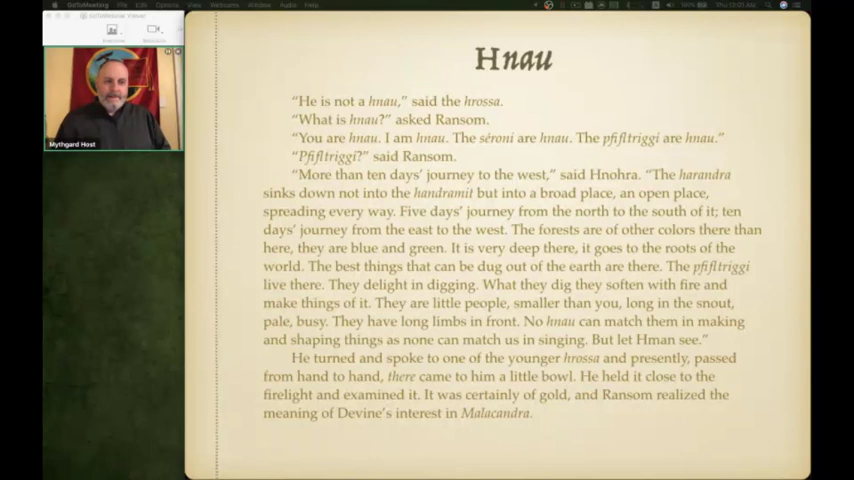 GoToMeeting File Edit Options View Webcams Window Audio Help
GoToWebinar Viewer
Mythgard Host
Hnau
“He is not a hnau,” said the hrossa.
“What is hnau?” asked Ransom.
“You are hnau. I am hnau. The séroni are hnau. The pfifltriggi are hnau.”
“Pfifltriggi?” said Ransom.
“More than ten days’ journey to the west,” said Hnohra. “The harandra
sinks down not into the handramit but into a broad place, an open place,
spreading every way. Five days’ journey from the north to the south of it; ten
days’ journey from the east to the west. The forests are of other colors there than
here, they are blue and green. It is very deep there, it goes to the roots of the
world. The best things that can be dug out of the earth are there. The pfifltriggi
live there. They delight in digging. What they dig they soften with fire and
make things of it. They are little people, smaller than you, long in the snout,
pale, busy. They have long limbs in front. No hnau can match them in making
and shaping things as none can match us in singing. But let Hman see.”
He turned and spoke to one of the younger hrossa and presently, passed
from hand to hand, there came to him a little bowl. He held it close to the
firelight and examined it. It was certainly of gold, and Ransom realized the
meaning of Devine’s interest in Malacandra.